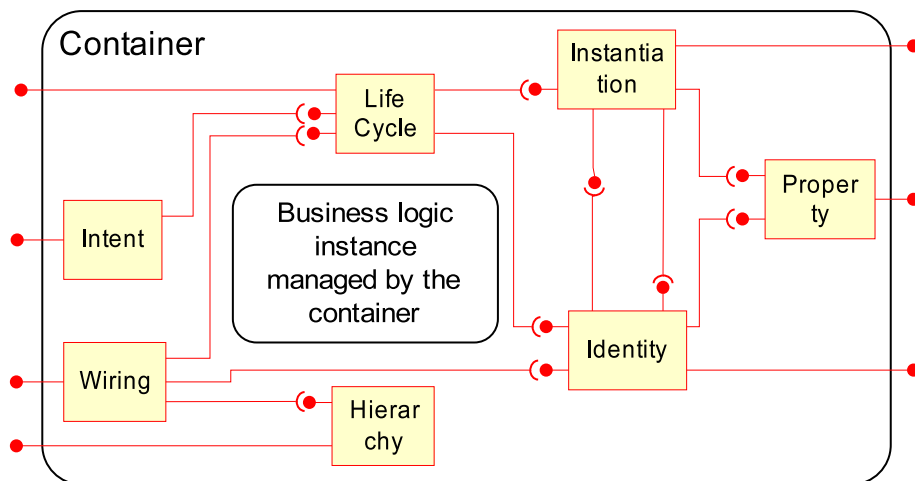 Container
Instantia
tion
Life
Cycle
Proper
ty
Business logic
instance
managed by the
container
Intent
Identity
Wiring
Hierar
chy